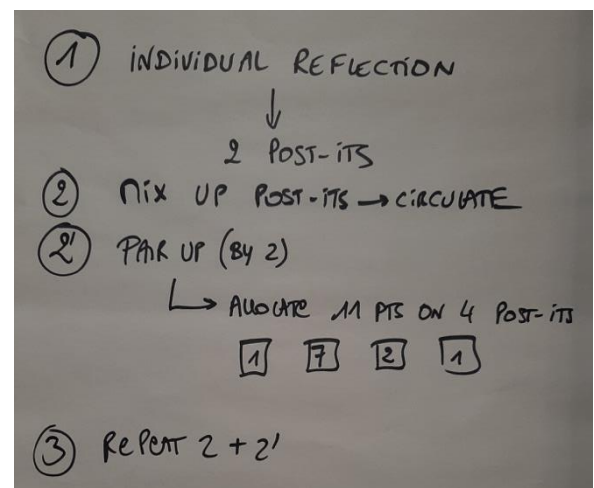 1 INDIVIDUAL REFLECTION
↓
2 POST-ITS
2 MIX UP POST-ITS → CIRCULATE
2' PAIR UP (BY 2)
↳ ALLOCATE 11 PTS ON 4 POST-ITS
1 7 2 1
3 REPEAT 2 + 2'